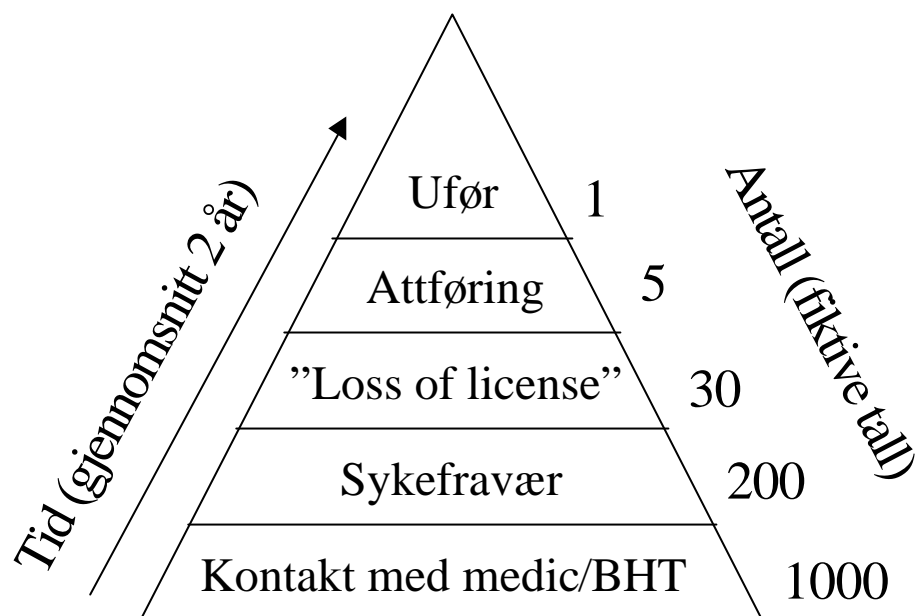 Ufør 1
Attføring 5
”Loss of license” 30
Sykefravær 200
Kontakt med medic/BHT 1000
Tid (gjennomsnitt 2 år)
Antall (fiktive tall)